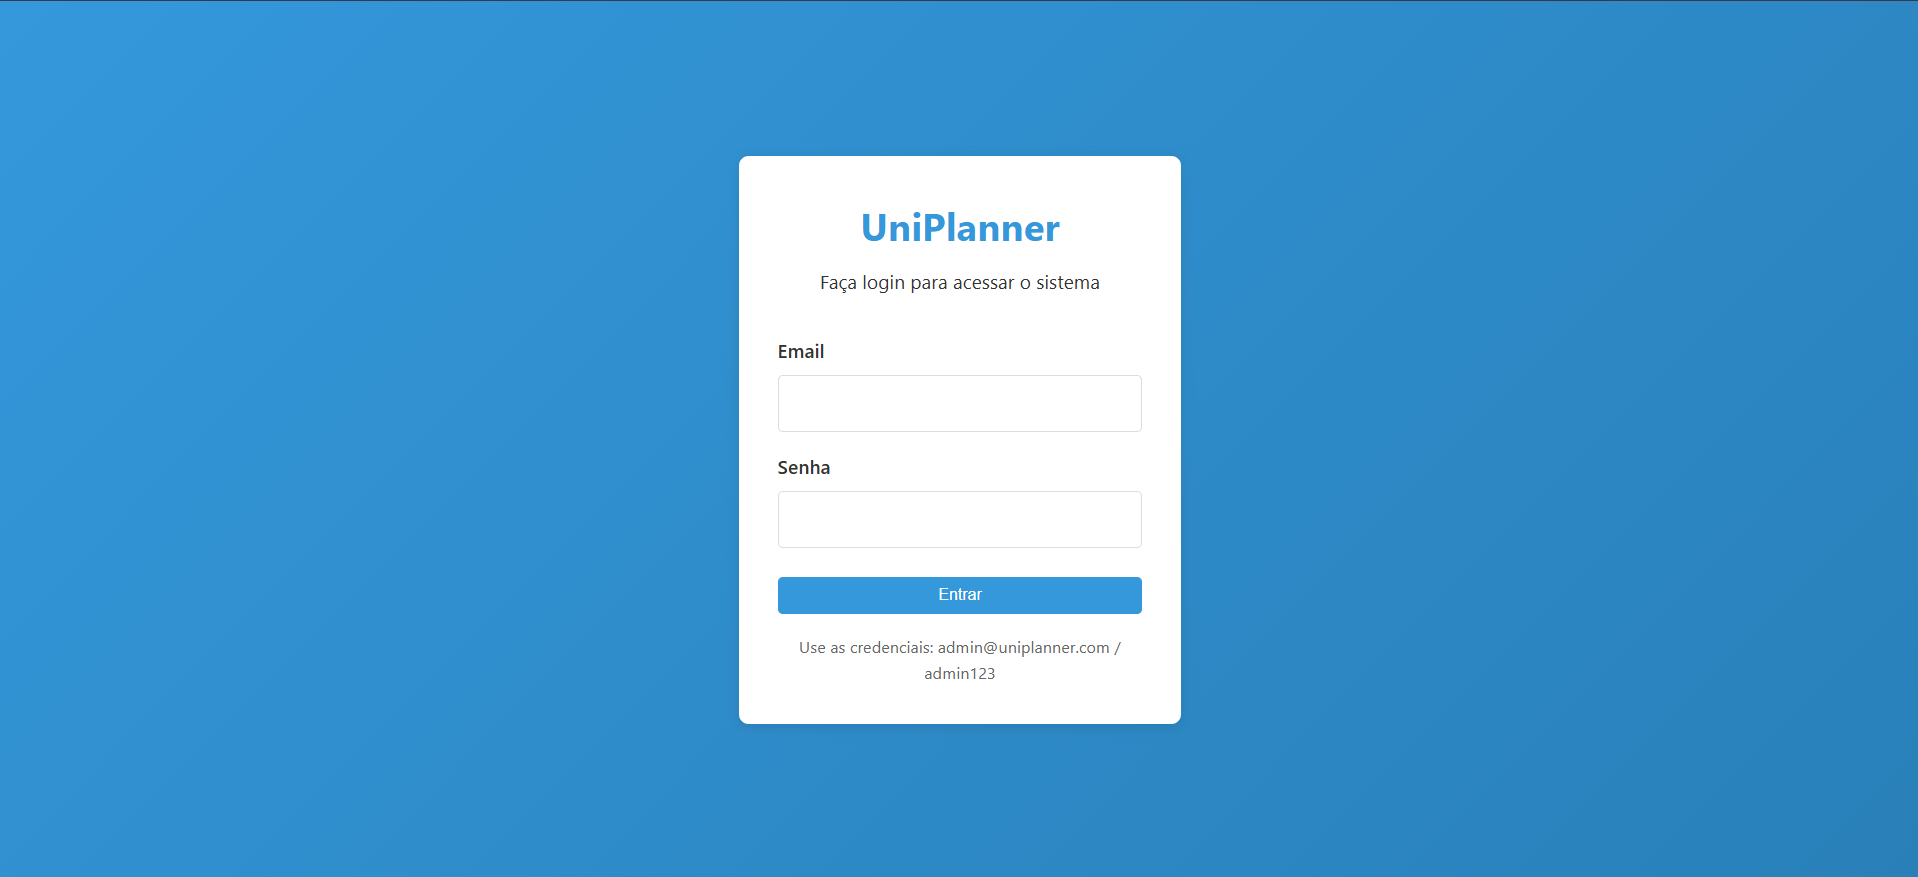 UniPlanner
Faça login para acessar o sistema
Email
Senha
Entrar
Use as credenciais: admin@uniplanner.com /
admin123